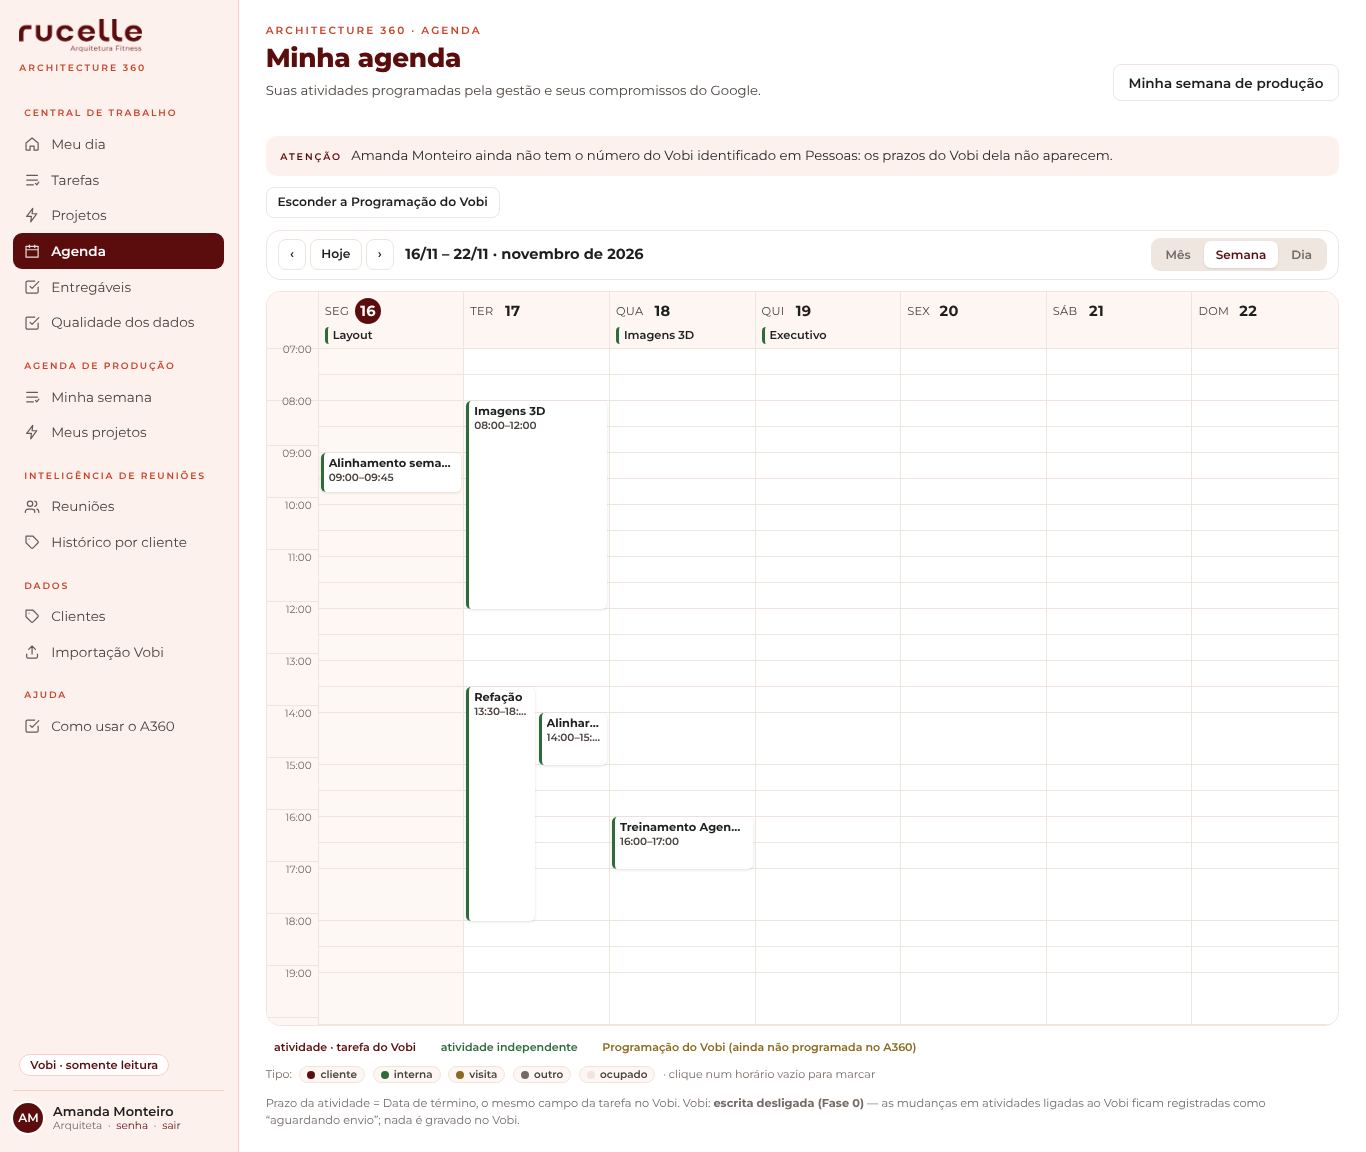 rucelle
Arquitetura Fitness
ARCHITECTURE 360
CENTRAL DE TRABALHO
Meu dia
Tarefas
Projetos
Agenda
Entregáveis
Qualidade dos dados
AGENDA DE PRODUÇÃO
Minha semana
Meus projetos
INTELIGÊNCIA DE REUNIÕES
Reuniões
Histórico por cliente
DADOS
Clientes
Importação Vobi
AJUDA
Como usar o A360
Vobi · somente leitura
AM
Amanda Monteiro
Arquiteta · senha · sair
ARCHITECTURE 360 · AGENDA
Minha agenda
Suas atividades programadas pela gestão e seus compromissos do Google.
Minha semana de produção
ATENÇÃO Amanda Monteiro ainda não tem o número do Vobi identificado em Pessoas: os prazos do Vobi dela não aparecem.
Esconder a Programação do Vobi
‹ Hoje › 16/11 – 22/11 · novembro de 2026
Mês Semana Dia
SEG 16 TER 17 QUA 18 QUI 19 SEX 20 SÁB 21 DOM 22
Layout Imagens 3D Executivo
07:00
08:00
Imagens 3D
08:00–12:00
09:00
Alinhamento sema...
09:00–09:45
10:00
11:00
12:00
13:00
Refação
13:30–18:...
14:00
Alinhar...
14:00–15:...
15:00
16:00
Treinamento Agen...
16:00–17:00
17:00
18:00
19:00
atividade · tarefa do Vobi atividade independente Programação do Vobi (ainda não programada no A360)
Tipo: cliente interna visita outro ocupado · clique num horário vazio para marcar
Prazo da atividade = Data de término, o mesmo campo da tarefa no Vobi. Vobi: escrita desligada (Fase 0) — as mudanças em atividades ligadas ao Vobi ficam registradas como
“aguardando envio”; nada é gravado no Vobi.